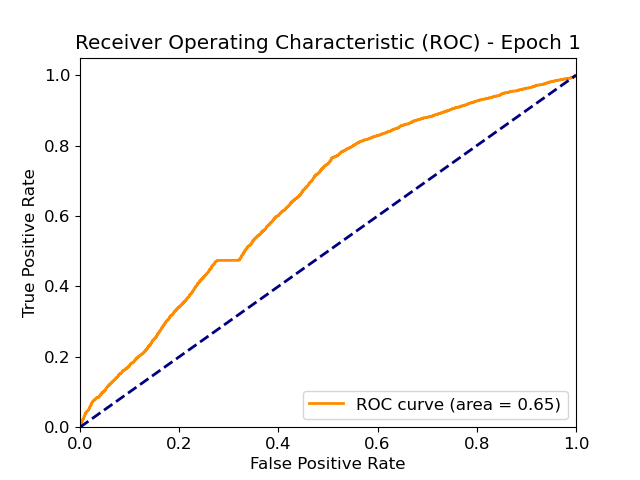 Receiver Operating Characteristic (ROC) - Epoch 1
True Positive Rate
1.0
0.8
0.6
0.4
0.2
0.0
ROC curve (area = 0.65)
0.0 0.2 0.4 0.6 0.8 1.0
False Positive Rate